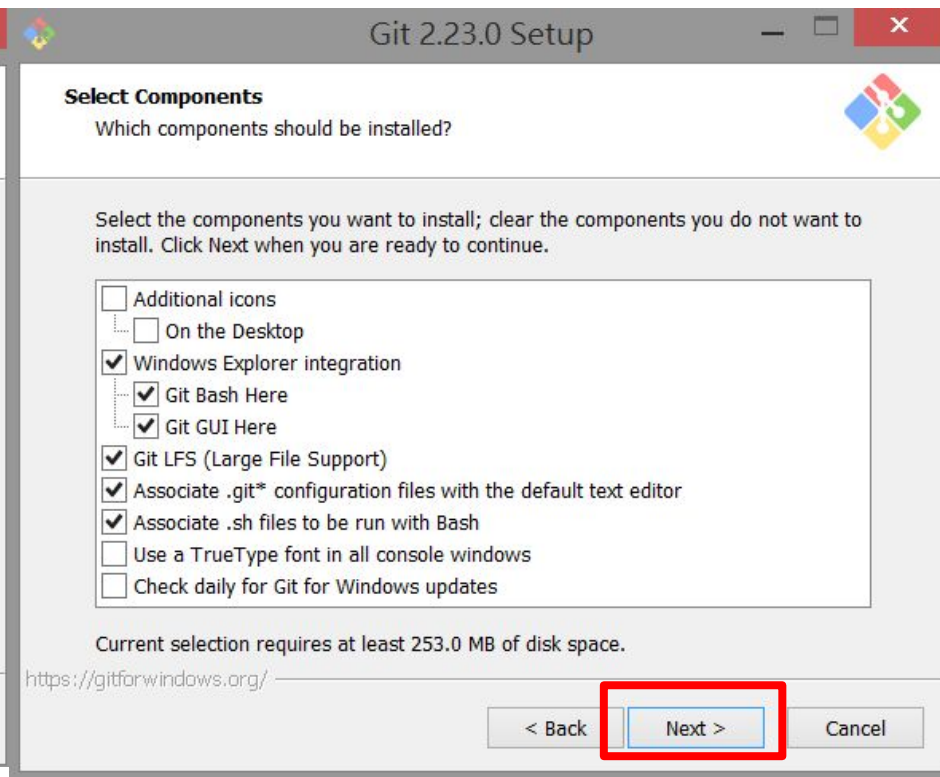 Git 2.23.0 Setup
Select Components
Which components should be installed?
Select the components you want to install; clear the components you do not want to
install. Click Next when you are ready to continue.
Additional icons
On the Desktop
Windows Explorer integration
Git Bash Here
Git GUI Here
Git LFS (Large File Support)
Associate .git* configuration files with the default text editor
Associate .sh files to be run with Bash
Use a TrueType font in all console windows
Check daily for Git for Windows updates
Current selection requires at least 253.0 MB of disk space.
https://gitforwindows.org/
< Back Next > Cancel